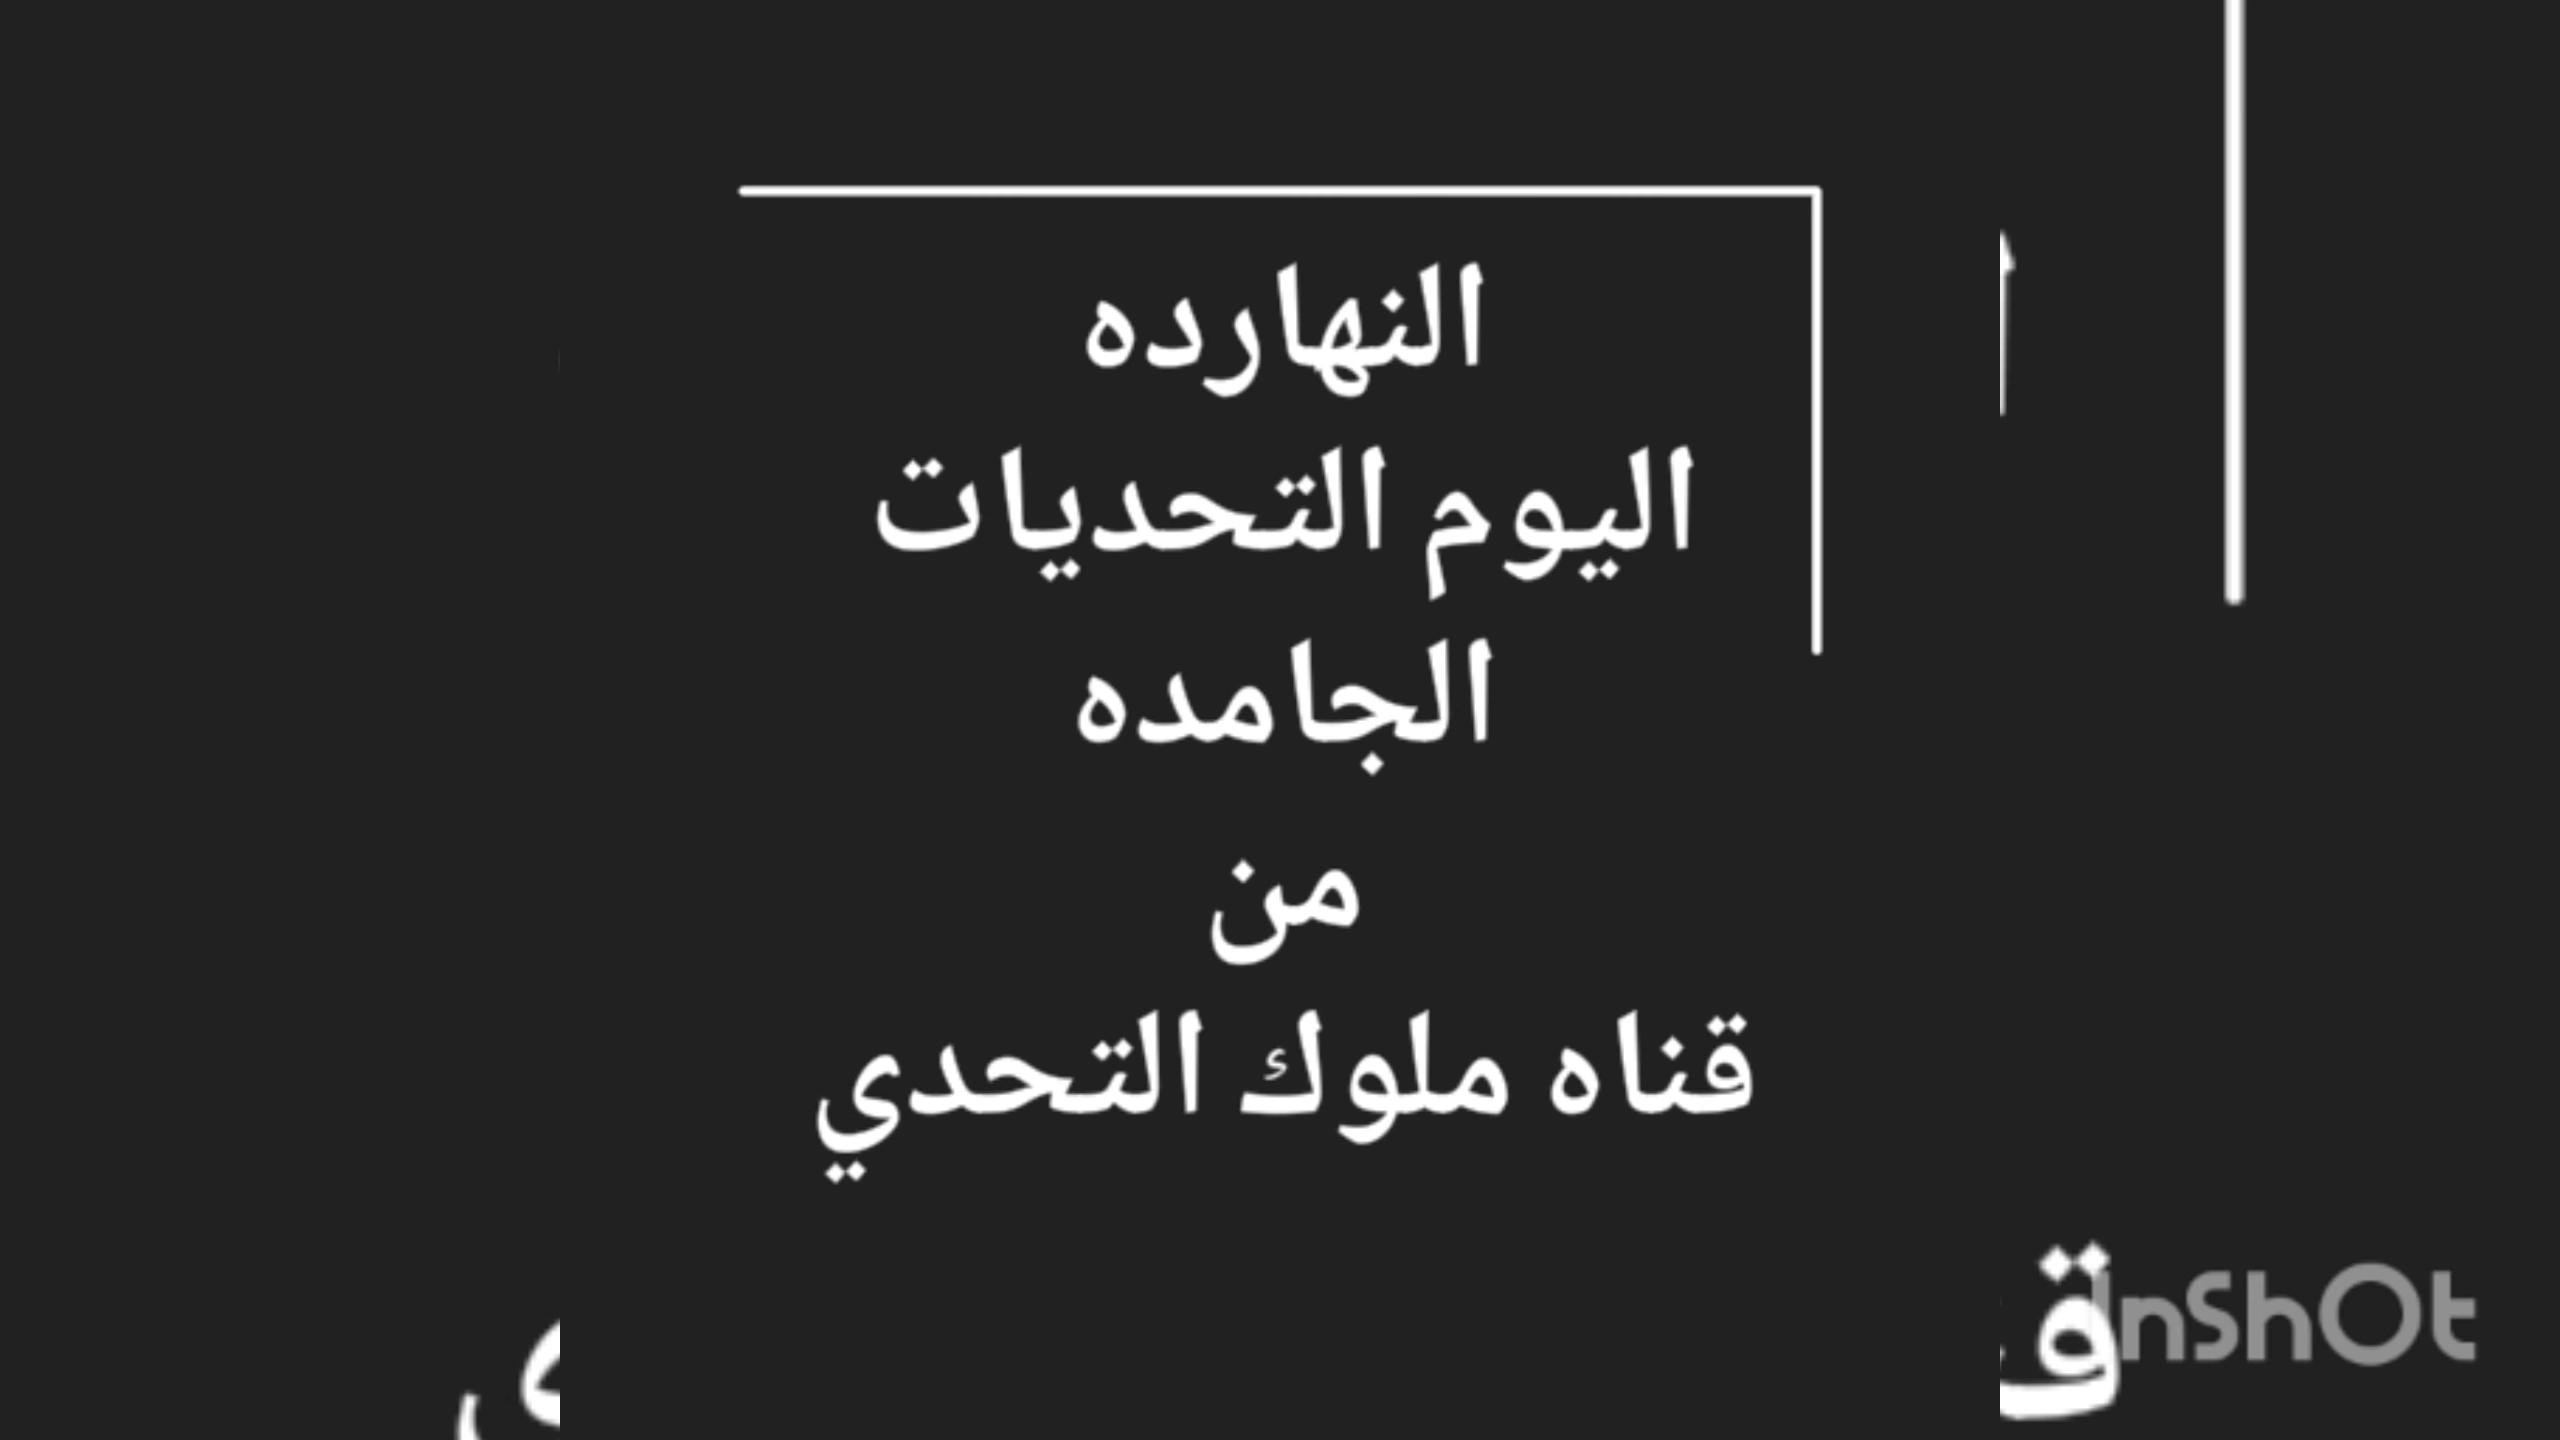 النهارده
اليوم التحديات
الجامده
من
قناه ملوك التحدي
InShOt